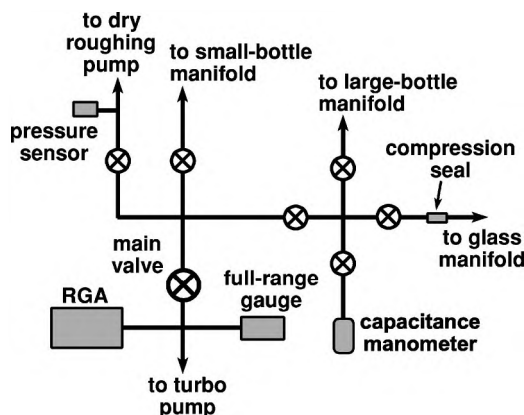 to dry
roughing
pump
to small-bottle
manifold
to large-bottle
manifold
pressure
sensor
compression
seal
to glass
manifold
main
valve
full-range
gauge
RGA
capacitance
manometer
to turbo
pump